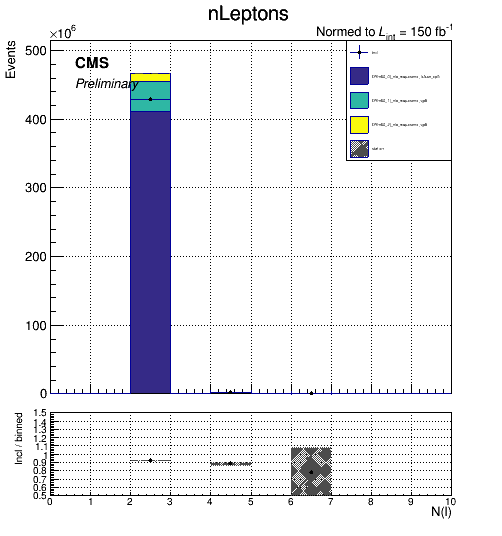 nLeptons
Normed to L_int = 150 fb⁻¹
×10⁶
CMS
Preliminary
Events
500
400
300
200
100
0
Incl / binned
1.5
1.4
1.3
1.2
1.1
1
0.9
0.8
0.7
0.6
0.5
0 1 2 3 4 5 6 7 8 9 10
N(l)